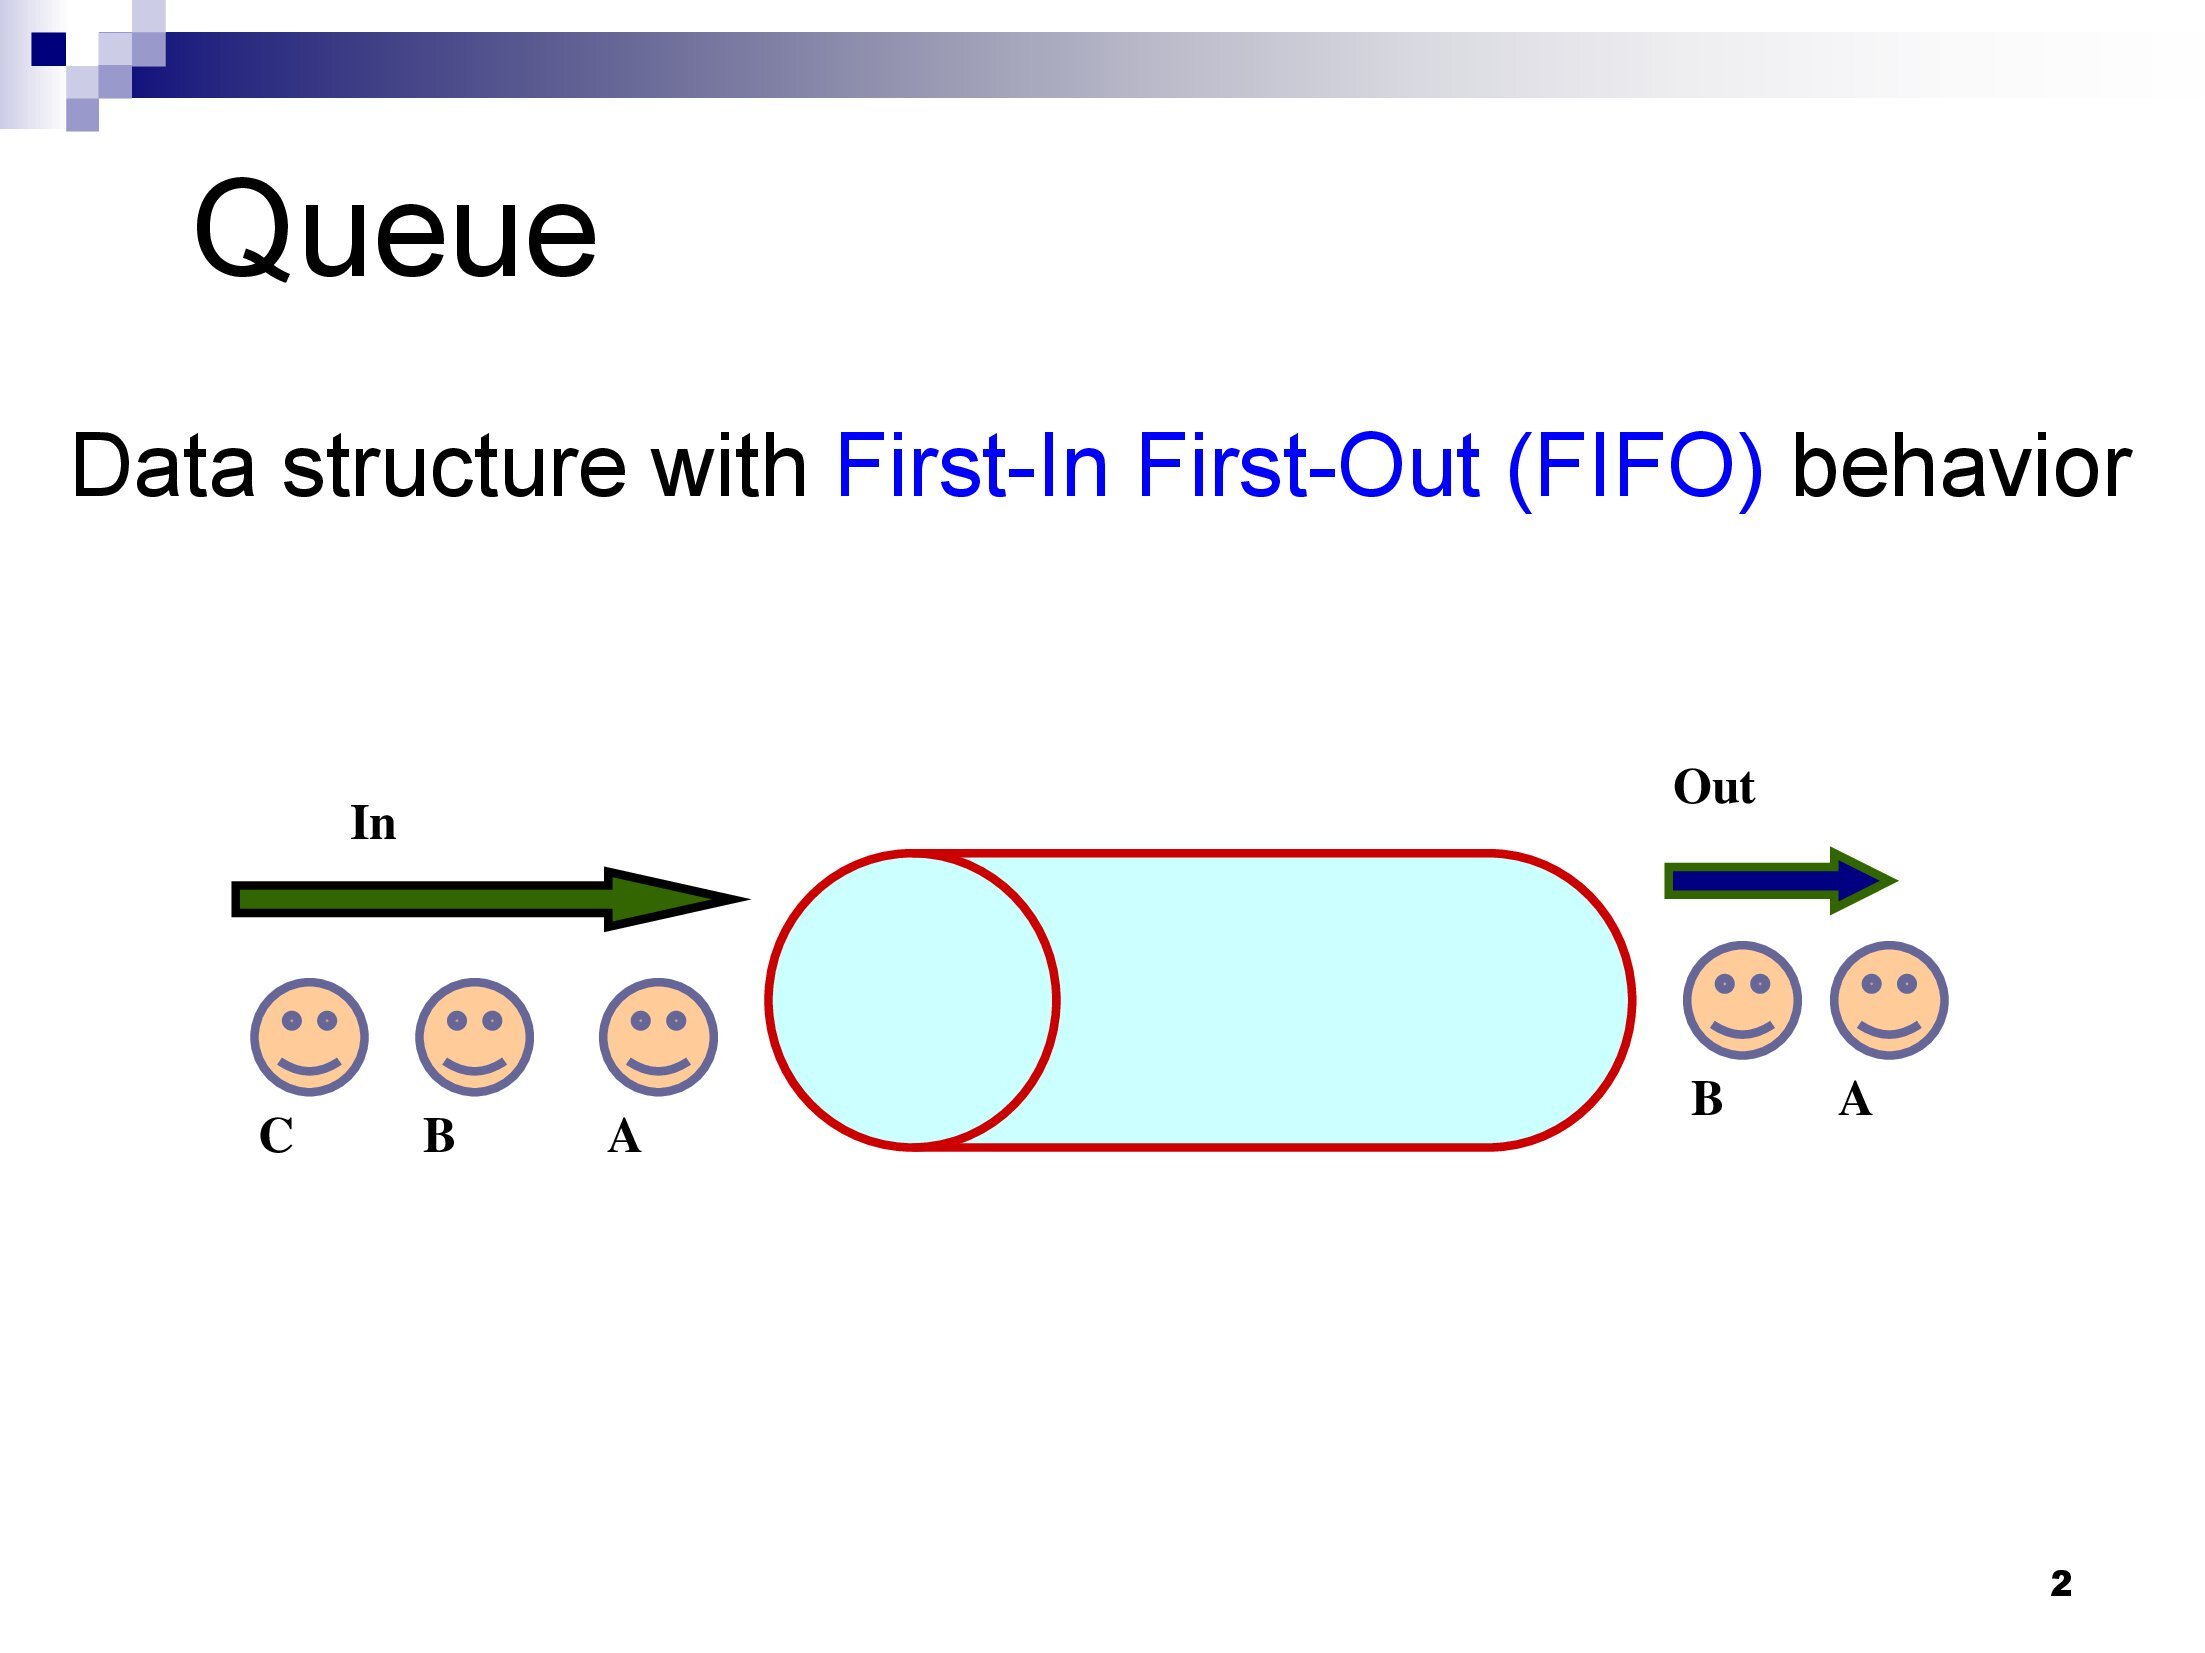 Queue
Data structure with First-In First-Out (FIFO) behavior
In
Out
C B A
B A
2